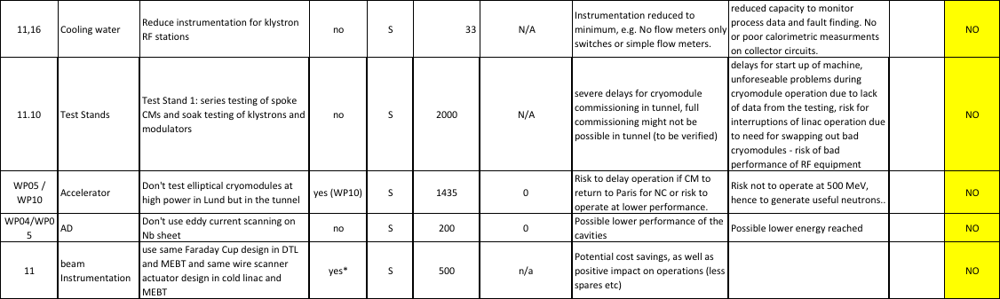 11,16
Cooling water
Reduce instrumentation for klystron
RF stations
no
S
33
N/A
Instrumentation reduced to
minimum, e.g. No flow meters only
switches or simple flow meters.
reduced capacity to monitor
process data and fault finding. No
or poor calorimetric measurments
on collector circuits.
NO
11.10
Test Stands
Test Stand 1: series testing of spoke
CMs and soak testing of klystrons and
modulators
no
S
2000
N/A
severe delays for cryomodule
commissioning in tunnel, full
commissioning might not be
possible in tunnel (to be verified)
delays for start up of machine,
unforeseable problems during
cryomodule operation due to lack
of data from the testing, risk for
interruptions of linac operation due
to need for swapping out bad
cryomodules - risk of bad
performance of RF equipment
NO
WP05 /
WP10
Accelerator
Don't test elliptical cryomodules at
high power in Lund but in the tunnel
yes (WP10)
S
1435
0
Risk to delay operation if CM to
return to Paris for NC or risk to
operate at lower performance.
Risk not to operate at 500 MeV,
hence to generate useful neutrons..
NO
WP04/WP0
5
AD
Don't use eddy current scanning on
Nb sheet
no
S
200
0
Possible lower performance of the
cavities
Possible lower energy reached
NO
11
beam
Instrumentation
use same Faraday Cup design in DTL
and MEBT and same wire scanner
actuator design in cold linac and
MEBT
yes*
S
500
n/a
Potential cost savings, as well as
positive impact on operations (less
spares etc)
NO